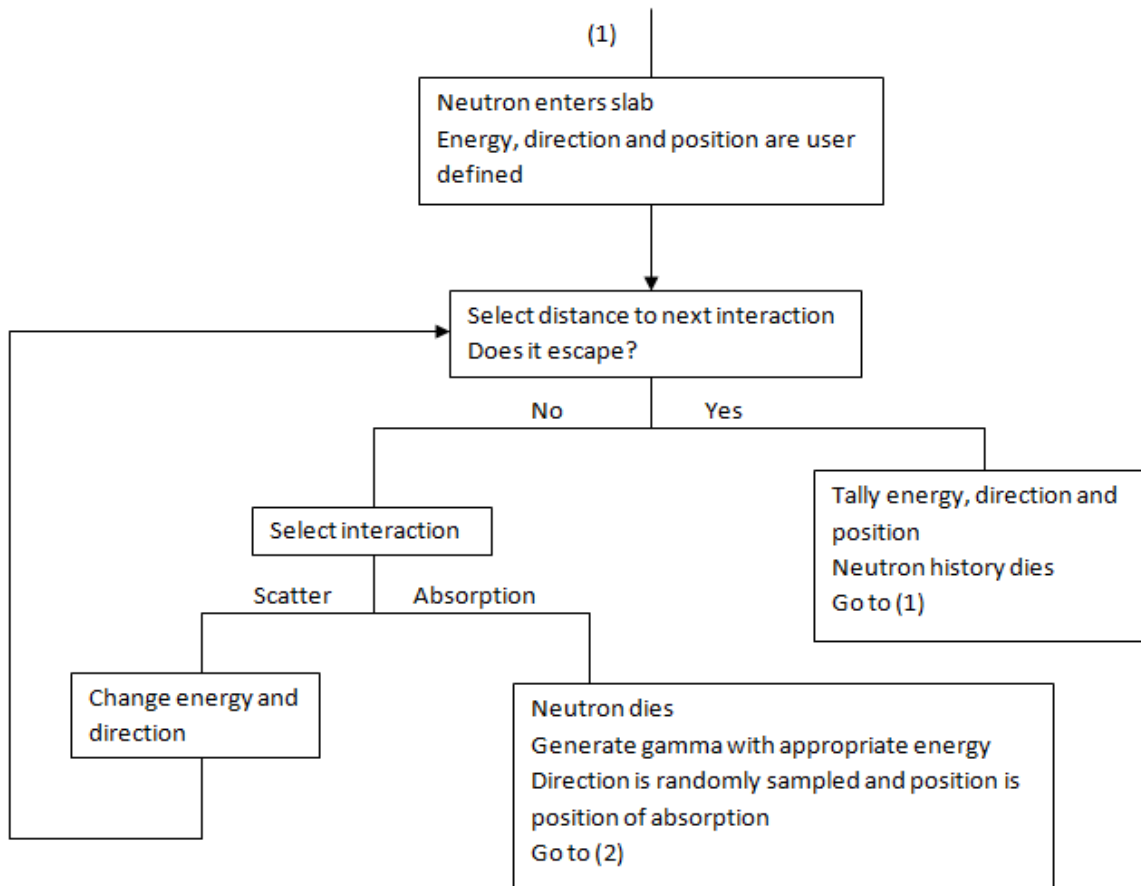 (1)
Neutron enters slab
Energy, direction and position are user
defined
Select distance to next interaction
Does it escape?
No
Yes
Tally energy, direction and
position
Neutron history dies
Go to (1)
Select interaction
Scatter
Absorption
Change energy and
direction
Neutron dies
Generate gamma with appropriate energy
Direction is randomly sampled and position is
position of absorption
Go to (2)